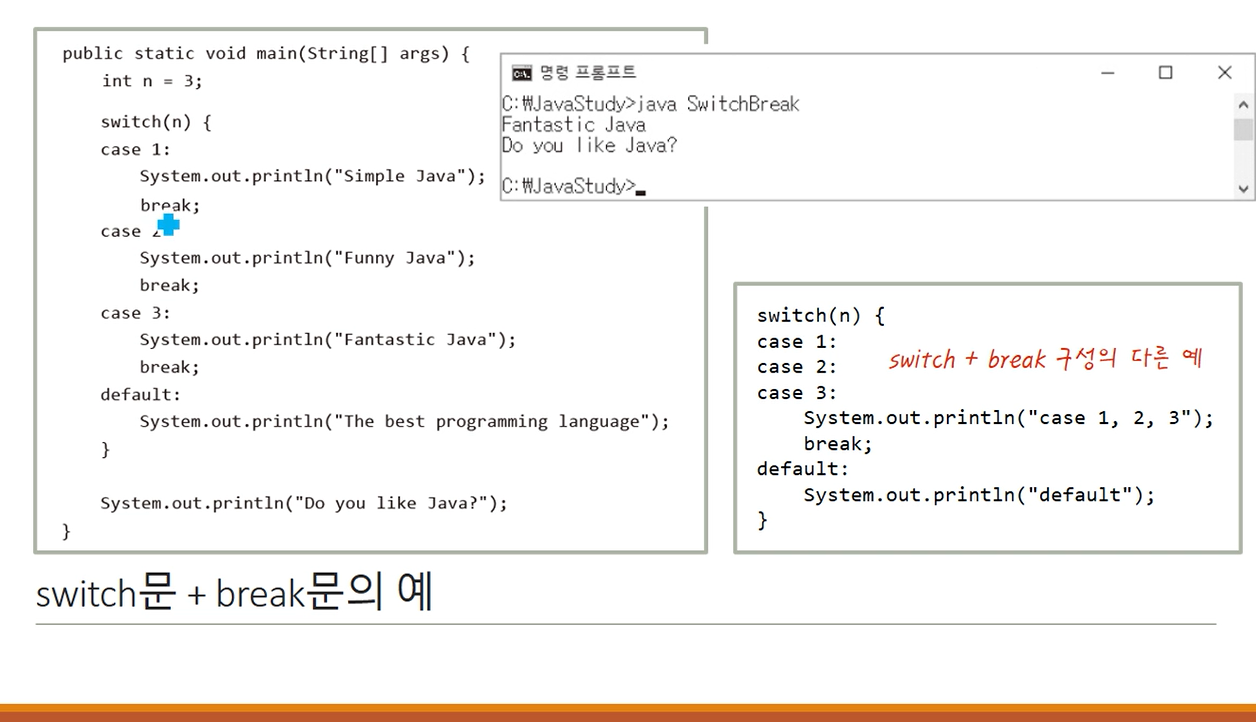 public static void main(String[] args) {
int n = 3;
switch(n) {
case 1:
System.out.println("Simple Java");
break;
case 2
System.out.println("Funny Java");
break;
case 3:
System.out.println("Fantastic Java");
break;
default:
System.out.println("The best programming language");
}
System.out.println("Do you like Java?");
}
명령 프롬프트
C:₩JavaStudy>java SwitchBreak
Fantastic Java
Do you like Java?
C:₩JavaStudy>
switch(n) {
case 1:
case 2:
case 3:
switch + break 구성의 다른 예
System.out.println("case 1, 2, 3");
break;
default:
System.out.println("default");
}
switch문 + break문의 예